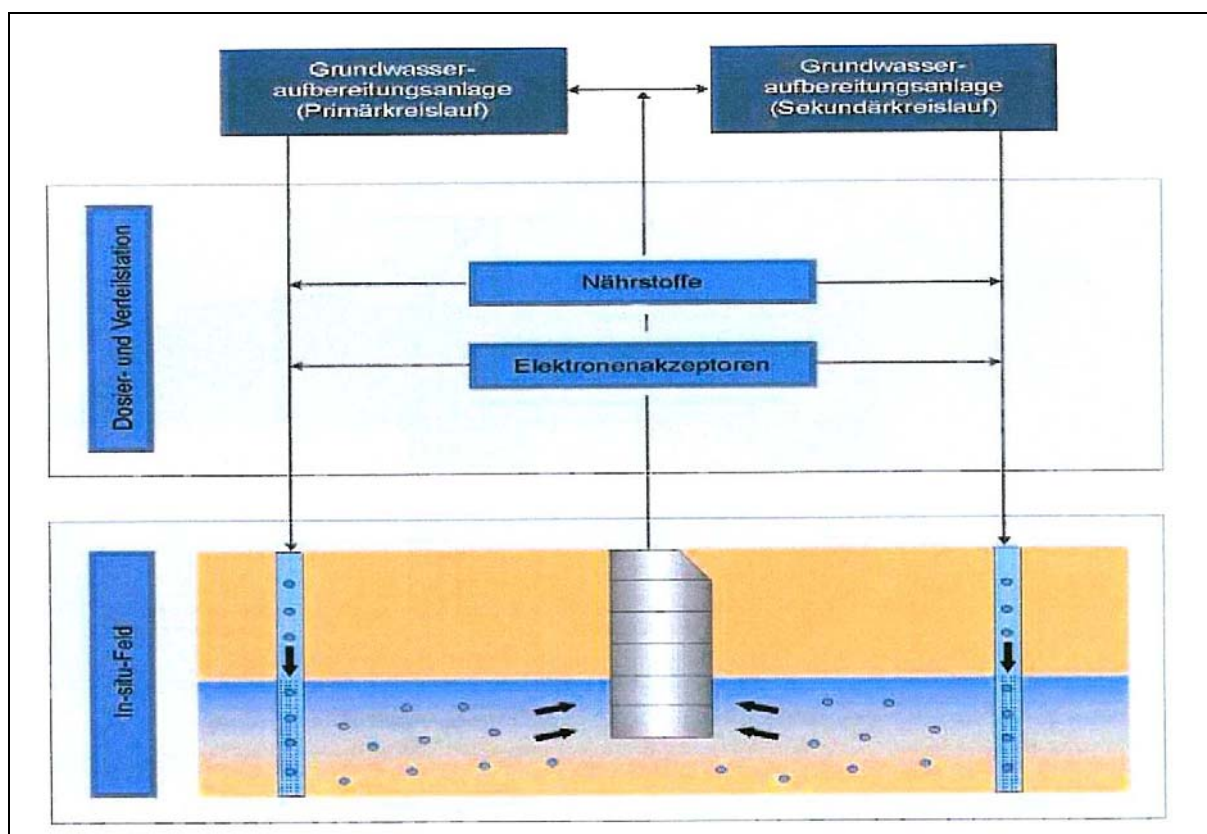 Grundwasser-
aufbereitungsanlage
(Primärkreislauf)
Grundwasser-
aufbereitungsanlage
(Sekundärkreislauf)
Dosier- und Verteilstation
Nährstoffe
Elektronenakzeptoren
In-situ-Feld